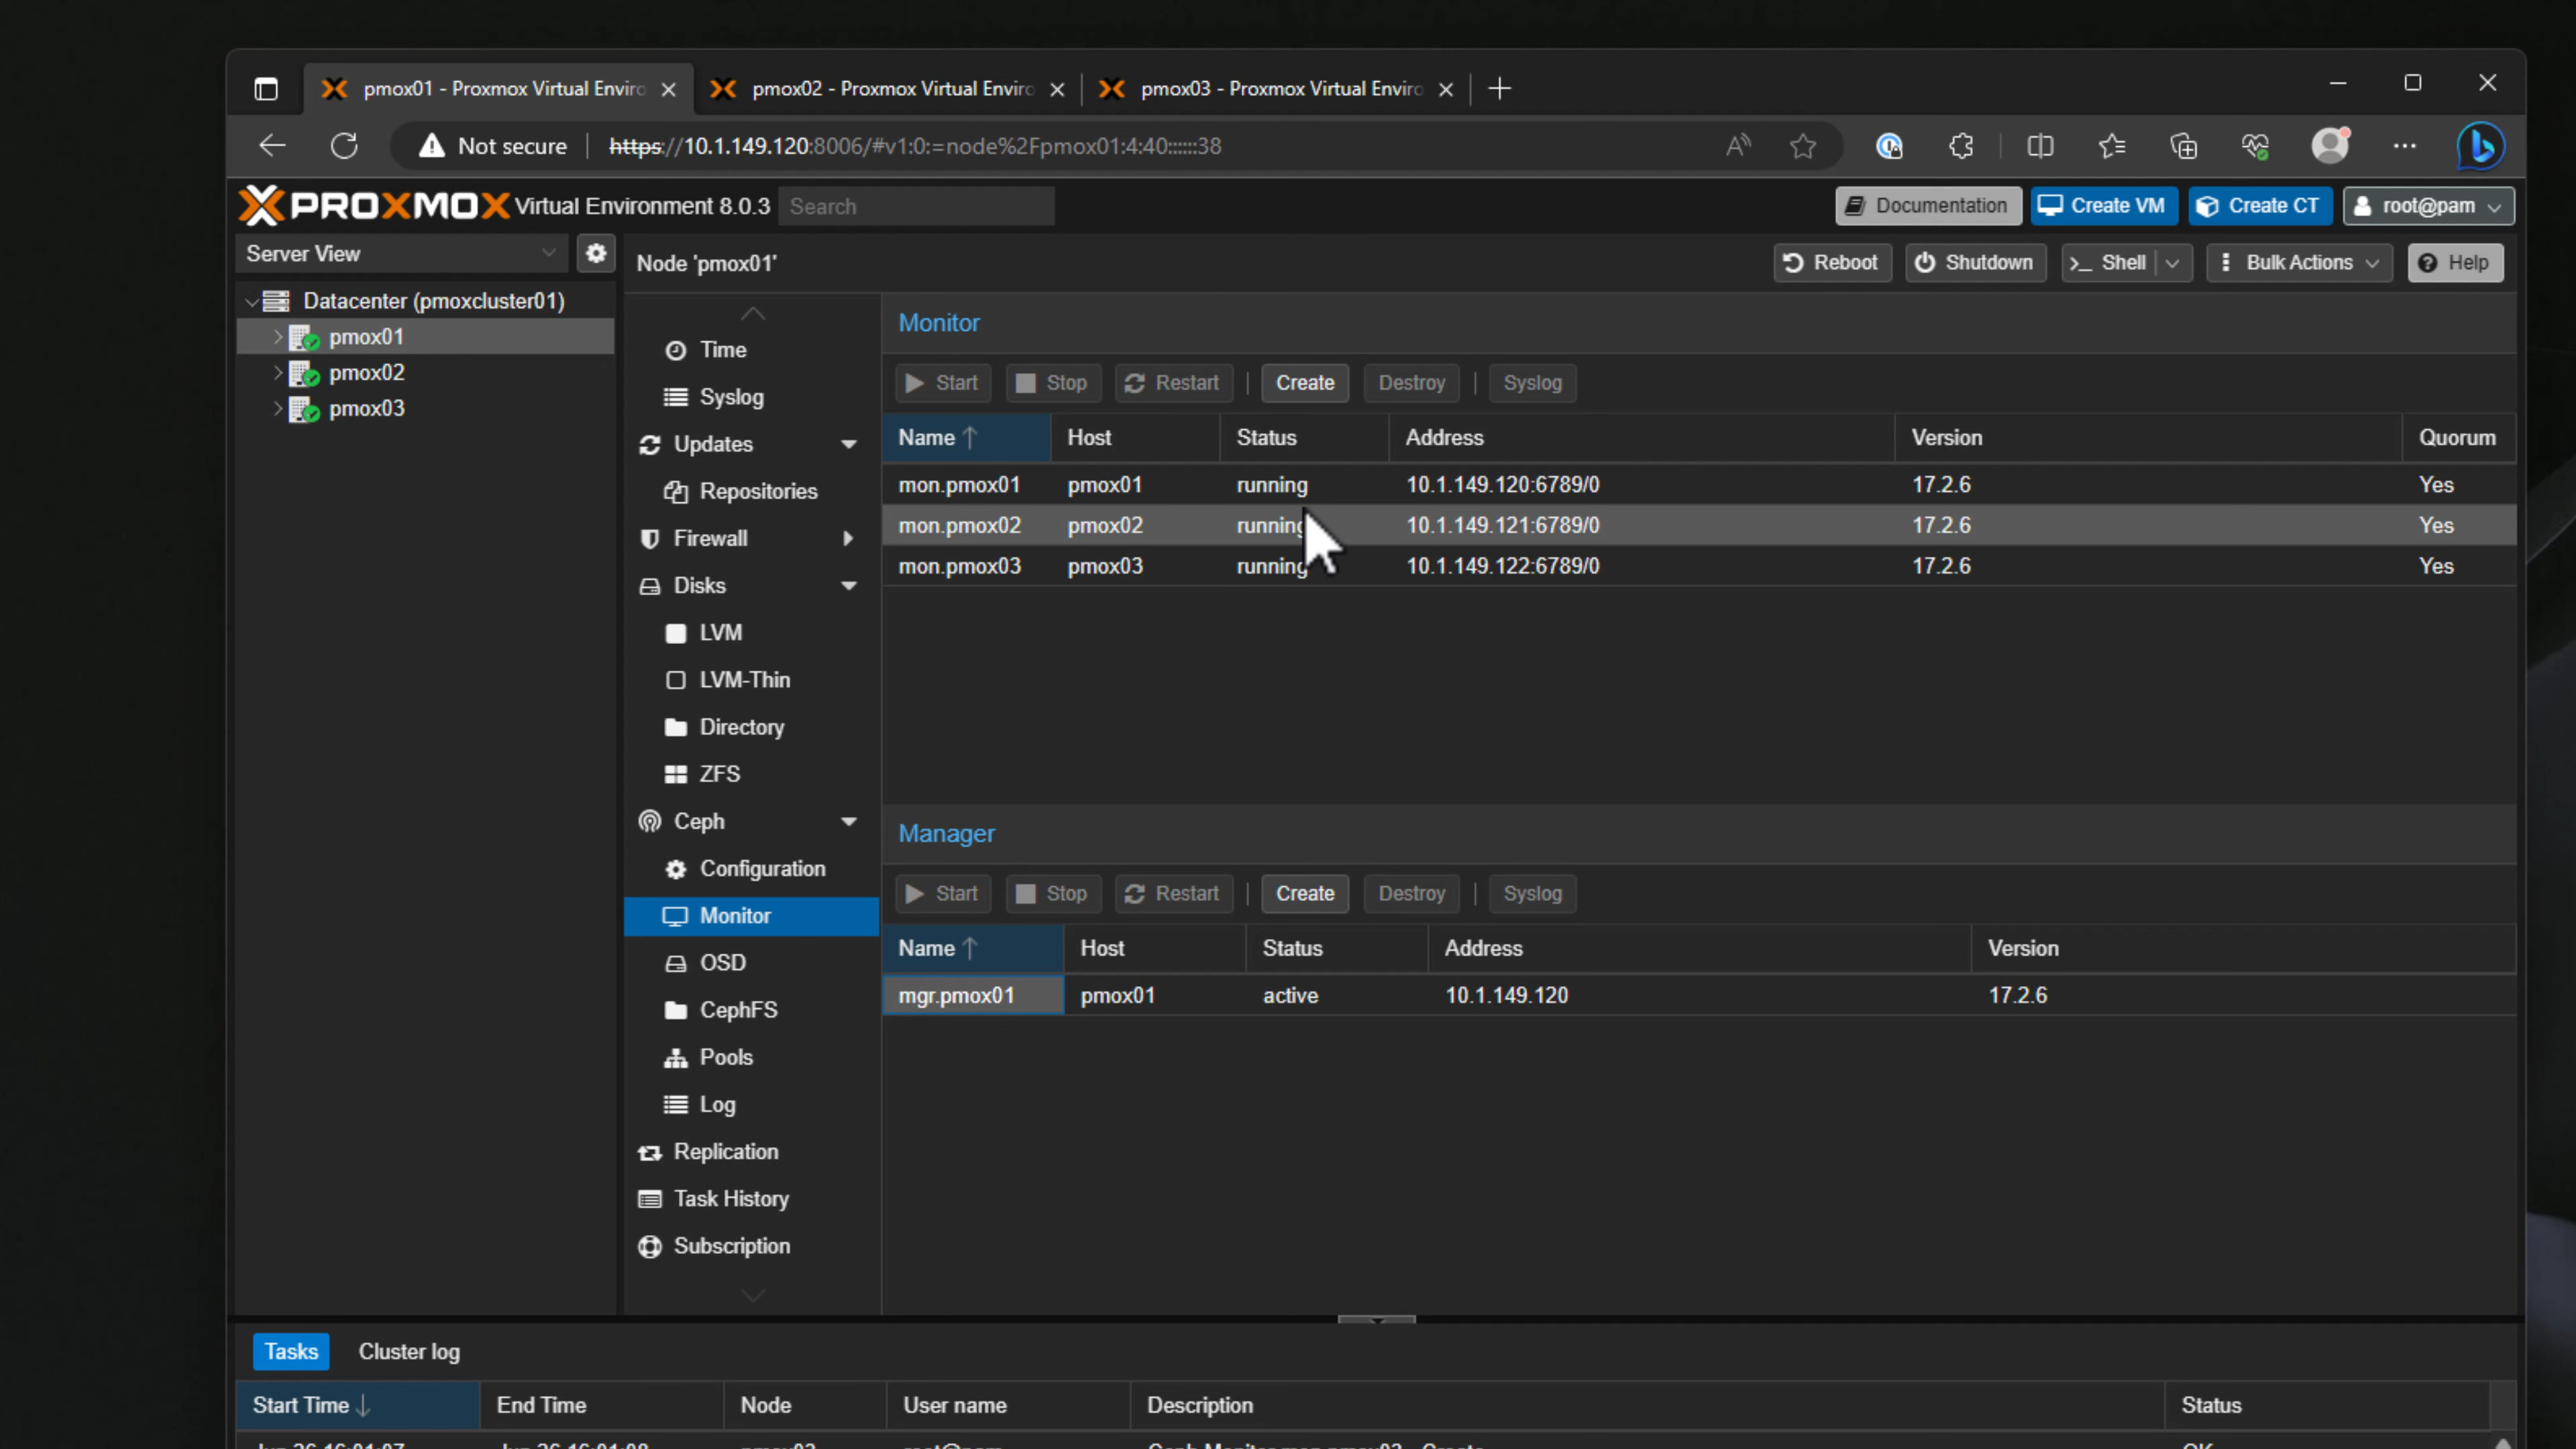 pmox01 - Proxmox Virtual Enviro
pmox02 - Proxmox Virtual Enviro
pmox03 - Proxmox Virtual Enviro
Not secure https://10.1.149.120:8006/#v1:0:=node%2Fpmox01:4:40::::::38
PROXMOX Virtual Environment 8.0.3 Search
Documentation Create VM Create CT root@pam
Server View
Node 'pmox01'
Reboot Shutdown >_ Shell Bulk Actions Help
Datacenter (pmoxcluster01)
pmox01
pmox02
pmox03
Time
Syslog
Updates
Repositories
Firewall
Disks
LVM
LVM-Thin
Directory
ZFS
Ceph
Configuration
Monitor
OSD
CephFS
Pools
Log
Replication
Task History
Subscription
Monitor
Start Stop Restart Create Destroy Syslog
Name Host Status Address Version Quorum
mon.pmox01 pmox01 running 10.1.149.120:6789/0 17.2.6 Yes
mon.pmox02 pmox02 running 10.1.149.121:6789/0 17.2.6 Yes
mon.pmox03 pmox03 running 10.1.149.122:6789/0 17.2.6 Yes
Manager
Start Stop Restart Create Destroy Syslog
Name Host Status Address Version
mgr.pmox01 pmox01 active 10.1.149.120 17.2.6
Tasks Cluster log
Start Time End Time Node User name Description Status